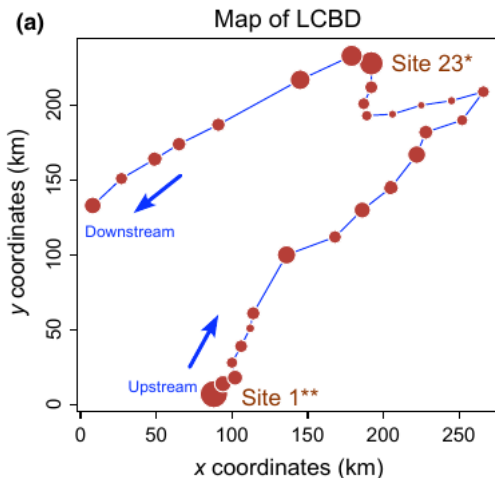 (a)
Map of LCBD
Site 23*
Downstream
Upstream
Site 1**
y coordinates (km)
0
50
100
150
200
0
50
100
150
200
250
x coordinates (km)